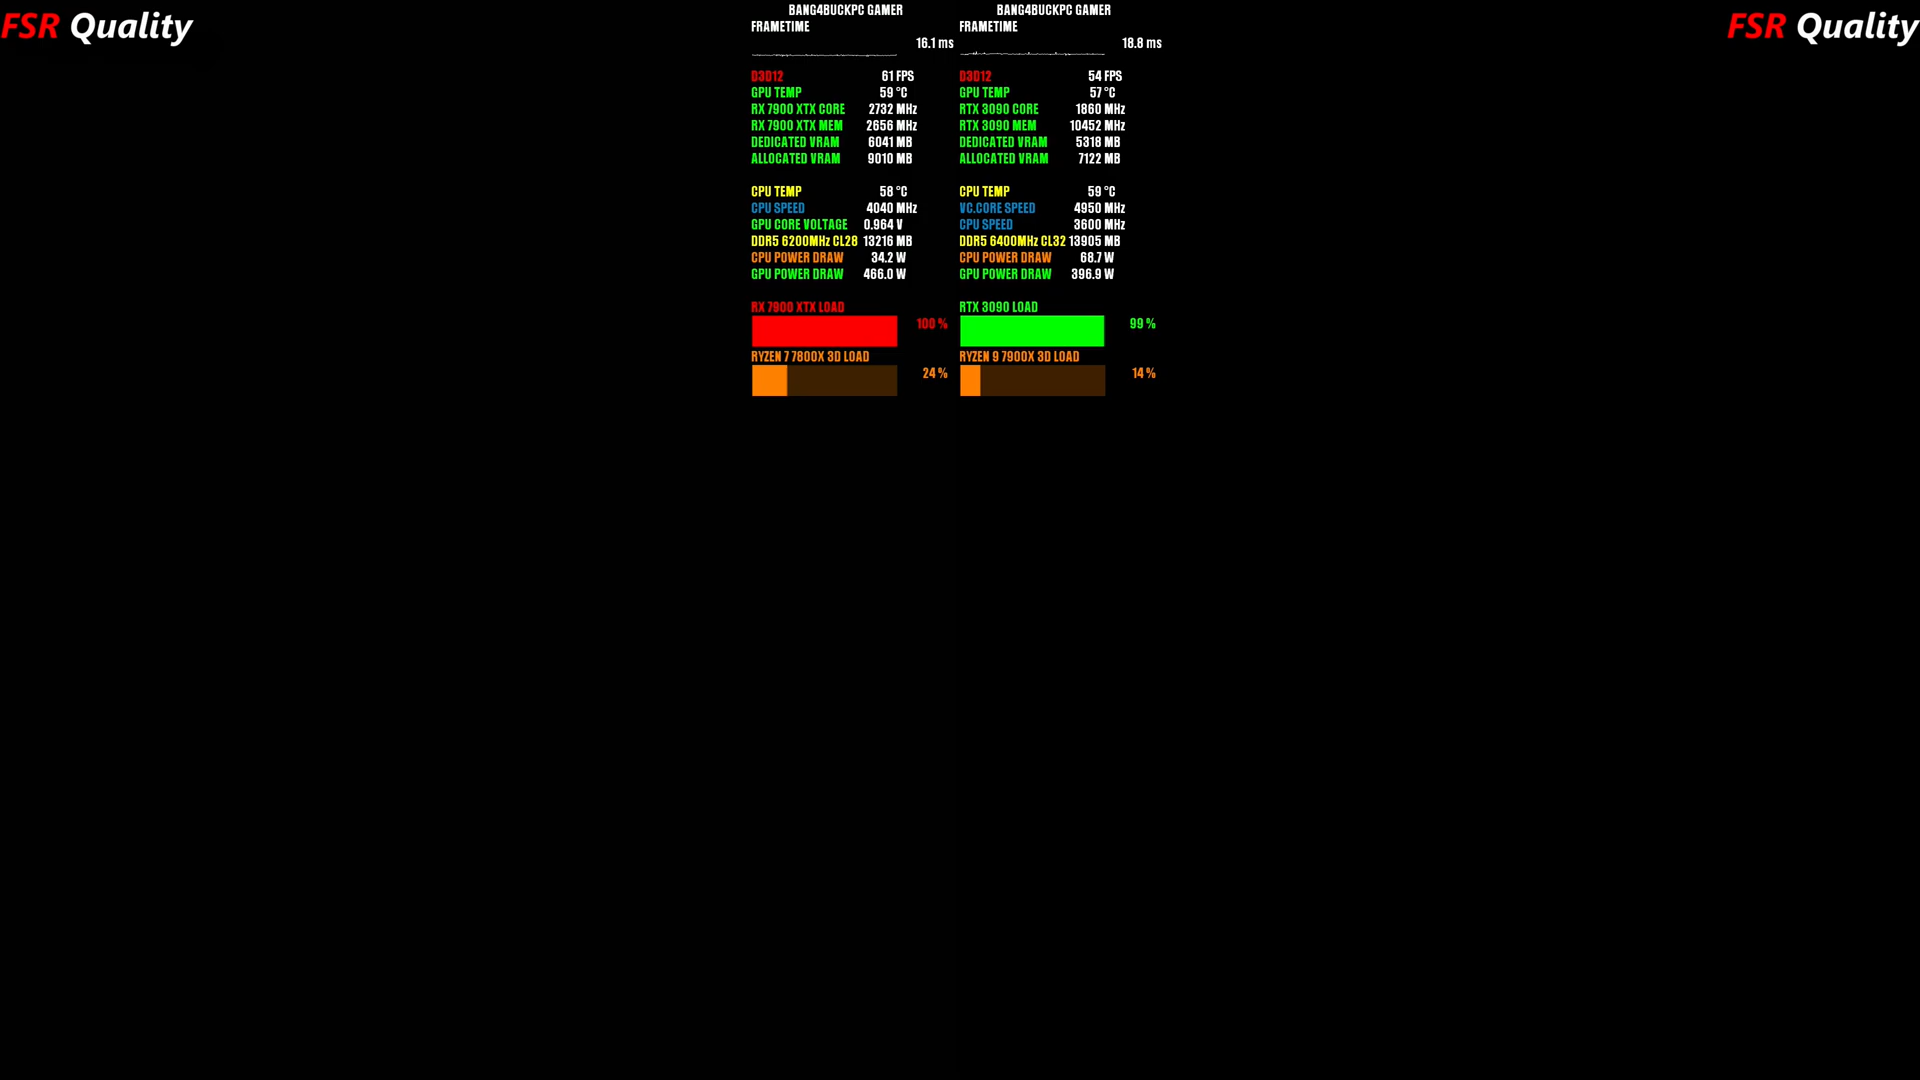 FSR Quality
BANG4BUCKPC GAMER
FRAMETIME
16.1 ms
D3D12 61 FPS
GPU TEMP 59 °C
RX 7900 XTX CORE 2732 MHz
RX 7900 XTX MEM 2656 MHz
DEDICATED VRAM 6041 MB
ALLOCATED VRAM 9010 MB
CPU TEMP 58 °C
CPU SPEED 4040 MHz
GPU CORE VOLTAGE 0.964 V
DDR5 6200MHz CL28 13216 MB
CPU POWER DRAW 34.2 W
GPU POWER DRAW 466.0 W
RX 7900 XTX LOAD
100 %
RYZEN 7 7800X 3D LOAD
24 %
BANG4BUCKPC GAMER
FRAMETIME
18.8 ms
D3D12 54 FPS
GPU TEMP 57 °C
RTX 3090 CORE 1860 MHz
RTX 3090 MEM 10452 MHz
DEDICATED VRAM 5318 MB
ALLOCATED VRAM 7122 MB
CPU TEMP 59 °C
VC.CORE SPEED 4950 MHz
CPU SPEED 3600 MHz
DDR5 6400MHz CL32 13905 MB
CPU POWER DRAW 68.7 W
GPU POWER DRAW 396.9 W
RTX 3090 LOAD
99 %
RYZEN 9 7900X 3D LOAD
14 %
FSR Quality